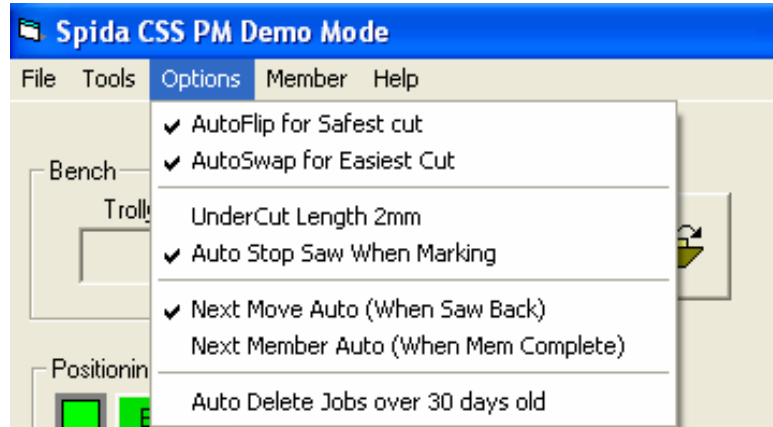 Spida CSS PM Demo Mode
File Tools Options Member Help
AutoFlip for Safest cut
AutoSwap for Easiest Cut
Bench
UnderCut Length 2mm
Auto Stop Saw When Marking
Next Move Auto (When Saw Back)
Next Member Auto (When Mem Complete)
Auto Delete Jobs over 30 days old